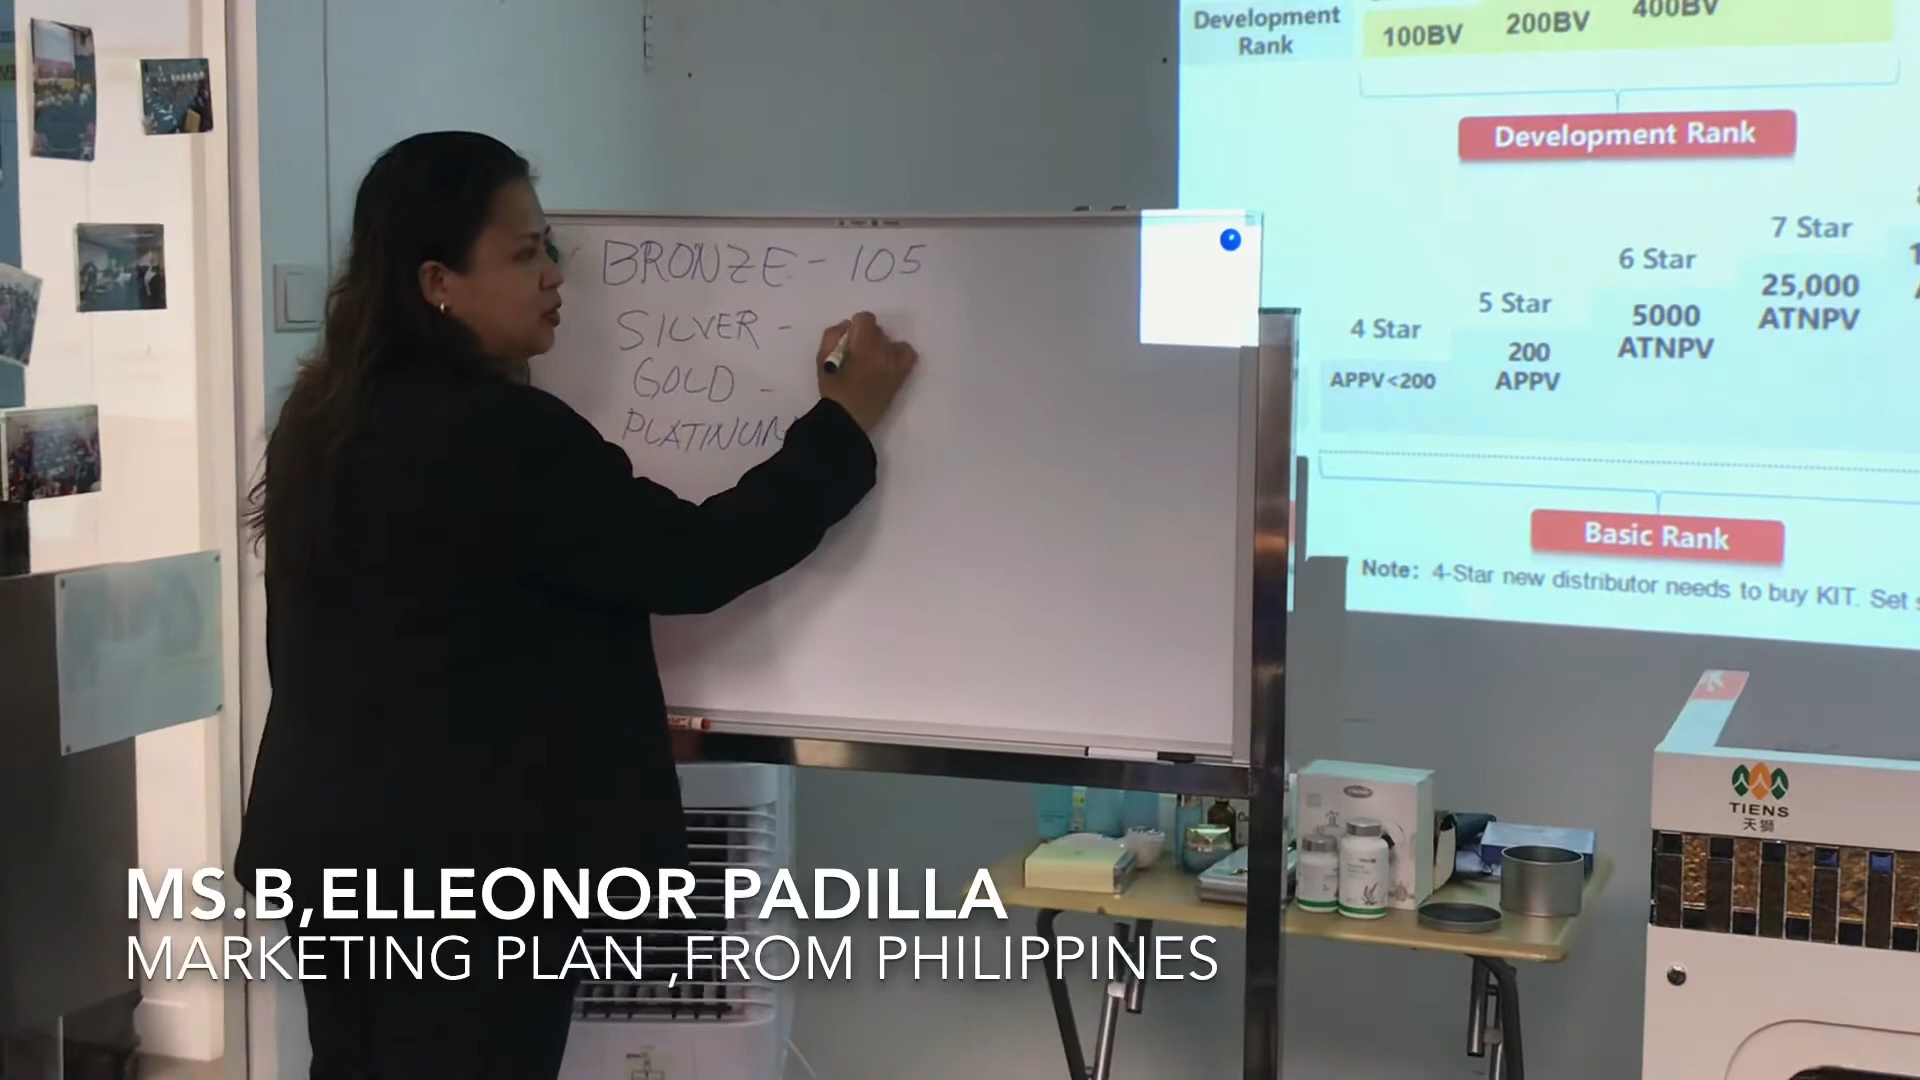 BRONZE - 105
SILVER -
GOLD -
PLATINUM
Development
Rank
100BV 200BV 400BV
Development Rank
4 Star
APPV<200
5 Star
200
APPV
6 Star
5000
ATNPV
7 Star
25,000
ATNPV
Basic Rank
Note: 4-Star new distributor needs to buy KIT. Set
TIENS
天獅
MS.B,ELLEONOR PADILLA
MARKETING PLAN ,FROM PHILIPPINES